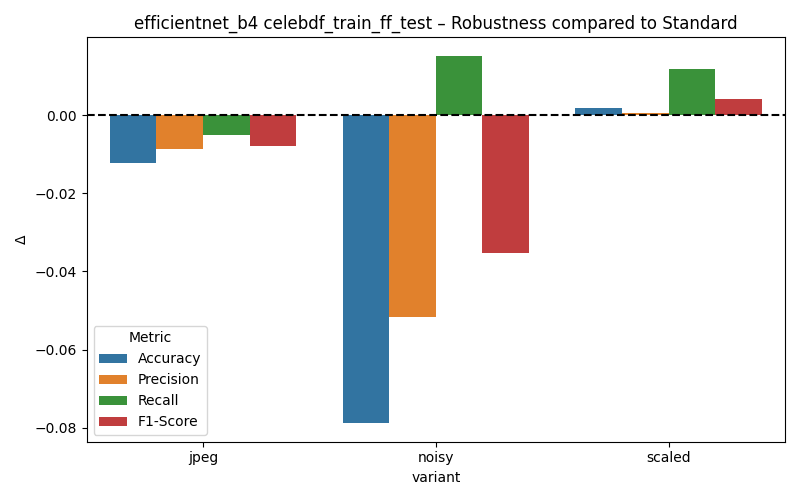 efficientnet_b4 celebdf_train_ff_test – Robustness compared to Standard
0.00
−0.02
−0.04
−0.06
−0.08
Δ
Metric
Accuracy
Precision
Recall
F1-Score
jpeg
noisy
scaled
variant